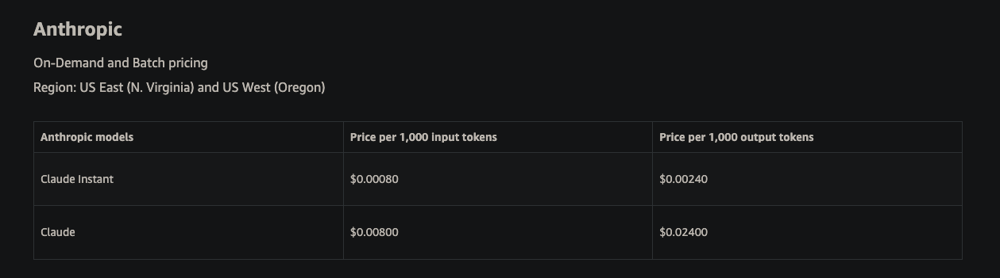 Anthropic
On-Demand and Batch pricing
Region: US East (N. Virginia) and US West (Oregon)
Anthropic models Price per 1,000 input tokens Price per 1,000 output tokens
Claude Instant $0.00080 $0.00240
Claude $0.00800 $0.02400